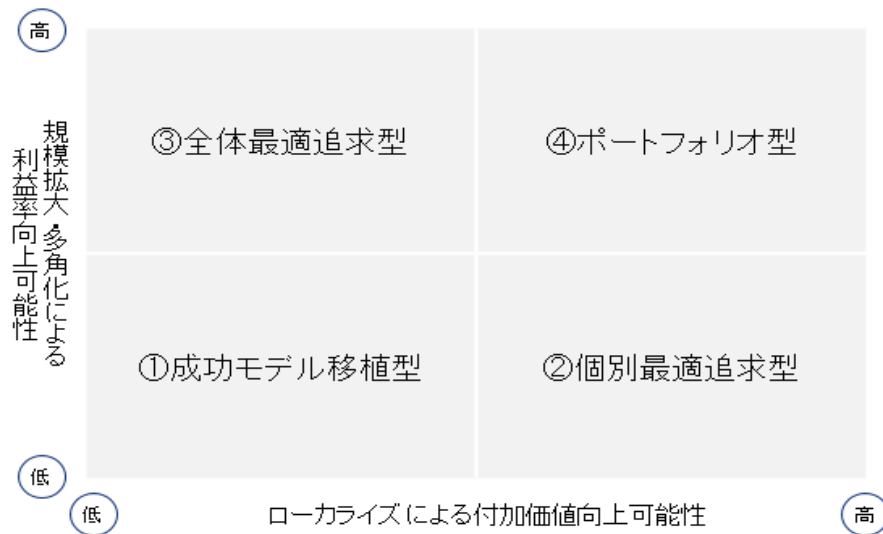 高
③全体最適追求型
④ポートフォリオ型
規模拡大・多角化による
利益率向上可能性
①成功モデル移植型
②個別最適追求型
低
低
ローカライズによる付加価値向上可能性
高